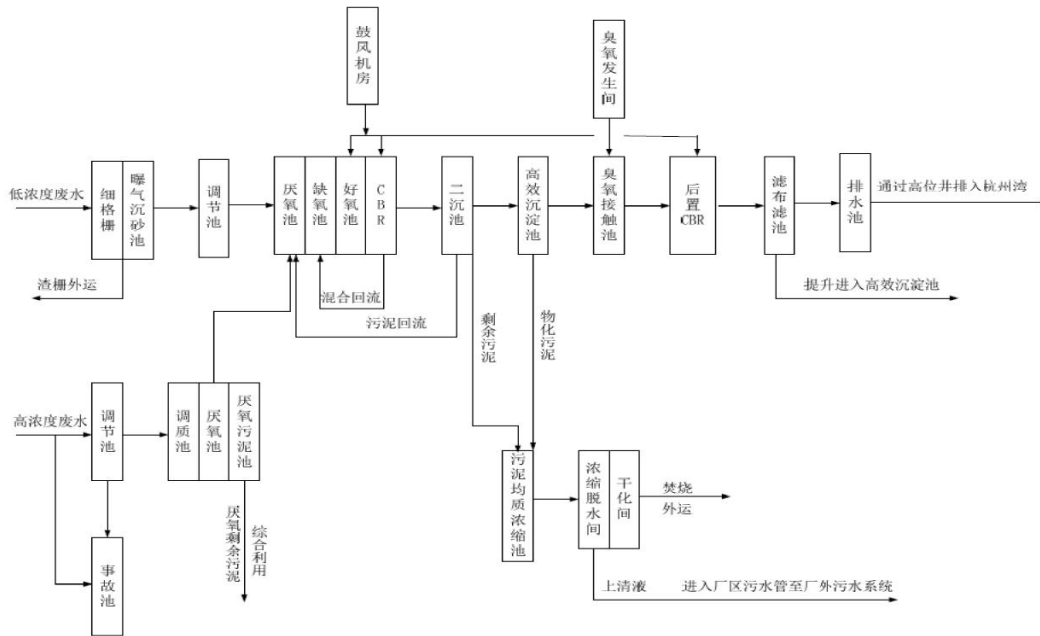 鼓风机房
臭氧发生间
低浓度废水
细格栅
曝气沉砂池
调节池
厌氧池
缺氧池
好氧池
CBR
二沉池
高效沉淀池
臭氧接触池
后置CBR
滤布滤池
排水池
通过高位井排入杭州湾
渣栅外运
混合回流
污泥回流
剩余污泥
物化污泥
提升进入高效沉淀池
高浓度废水
调节池
调质池
厌氧池
厌氧污泥池
污泥均质浓缩池
浓缩脱水间
干化间
焚烧
外运
厌氧剩余污泥
综合利用
事故池
上清液
进入厂区污水管至厂外污水系统